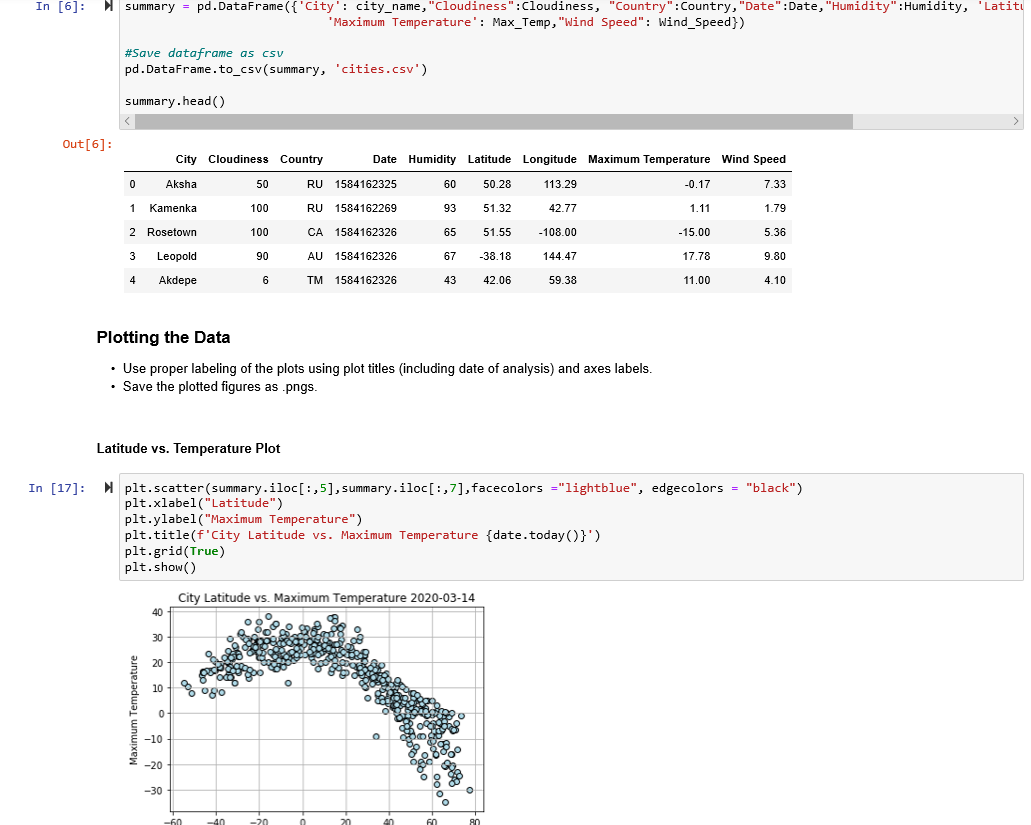 In [6]:
summary = pd.DataFrame({'City': city_name,"Cloudiness":Cloudiness, "Country":Country,"Date":Date,"Humidity":Humidity,
'Maximum Temperature': Max_Temp,"Wind Speed": Wind_Speed})
#Save dataframe as csv
pd.DataFrame.to_csv(summary, 'cities.csv')
summary.head()
Out[6]:
City Cloudiness Country Date Humidity Latitude Longitude Maximum Temperature Wind Speed
0 Aksha 50 RU 1584162325 60 50.28 113.29 -0.17 7.33
1 Kamenka 100 RU 1584162269 93 51.32 42.77 1.11 1.79
2 Rosetown 100 CA 1584162326 65 51.55 -108.00 -15.00 5.36
3 Leopold 90 AU 1584162326 67 -38.18 144.47 17.78 9.80
4 Akdepe 6 TM 1584162326 43 42.06 59.38 11.00 4.10
Plotting the Data
• Use proper labeling of the plots using plot titles (including date of analysis) and axes labels.
• Save the plotted figures as .pngs.
Latitude vs. Temperature Plot
In [17]:
plt.scatter(summary.iloc[:,5],summary.iloc[:,7],facecolors ="lightblue", edgecolors = "black")
plt.xlabel("Latitude")
plt.ylabel("Maximum Temperature")
plt.title(f'City Latitude vs. Maximum Temperature {date.today()}')
plt.grid(True)
plt.show()
City Latitude vs. Maximum Temperature 2020-03-14
Maximum Temperature
40
30
20
10
0
−10
−20
−30
−60 −40 −20 0 20 40 60 80